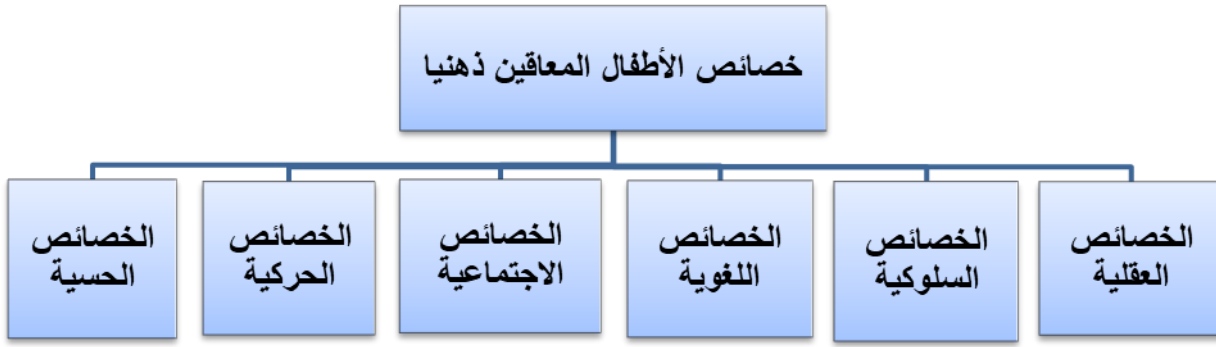 خصائص الأطفال المعاقين ذهنيا
الخصائص
العقلية
الخصائص
السلوكية
الخصائص
اللغوية
الخصائص
الاجتماعية
الخصائص
الحركية
الخصائص
الحسية